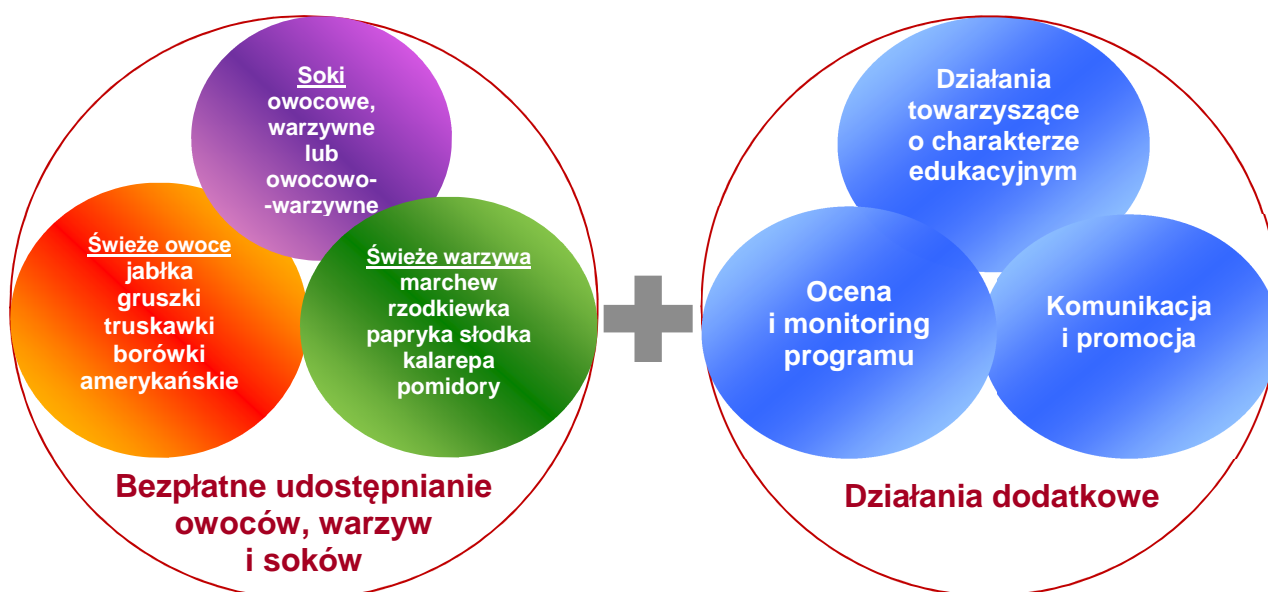 Soki
owocowe,
warzywne
lub
owocowo-
-warzywne
Świeże owoce
jabłka
gruszki
truskawki
borówki
amerykańskie
Świeże warzywa
marchew
rzodkiewka
papryka słodka
kalarepa
pomidory
Bezpłatne udostępnianie
owoców, warzyw
i soków
Działania
towarzyszące
o charakterze
edukacyjnym
Ocena
i monitoring
programu
Komunikacja
i promocja
Działania dodatkowe